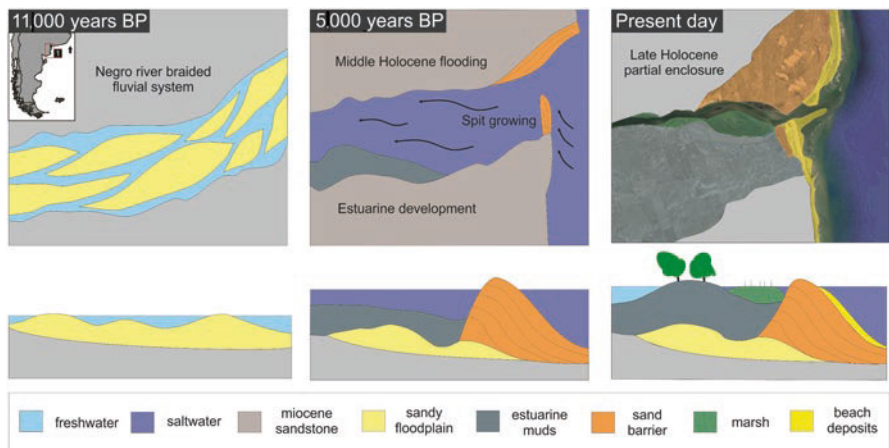 11,000 years BP
Negro river braided
fluvial system
5,000 years BP
Middle Holocene flooding
Spit growing
Estuarine development
Present day
Late Holocene
partial enclosure
freshwater
saltwater
miocene
sandstone
sandy
floodplain
estuarine
muds
sand
barrier
marsh
beach
deposits